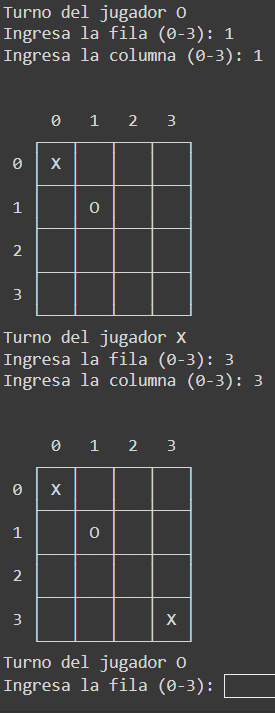 Turno del jugador O
Ingresa la fila (0-3): 1
Ingresa la columna (0-3): 1
0 1 2 3
0 X
1 O
2
3
Turno del jugador X
Ingresa la fila (0-3): 3
Ingresa la columna (0-3): 3
0 1 2 3
0 X
1 O
2
3 X
Turno del jugador O
Ingresa la fila (0-3):